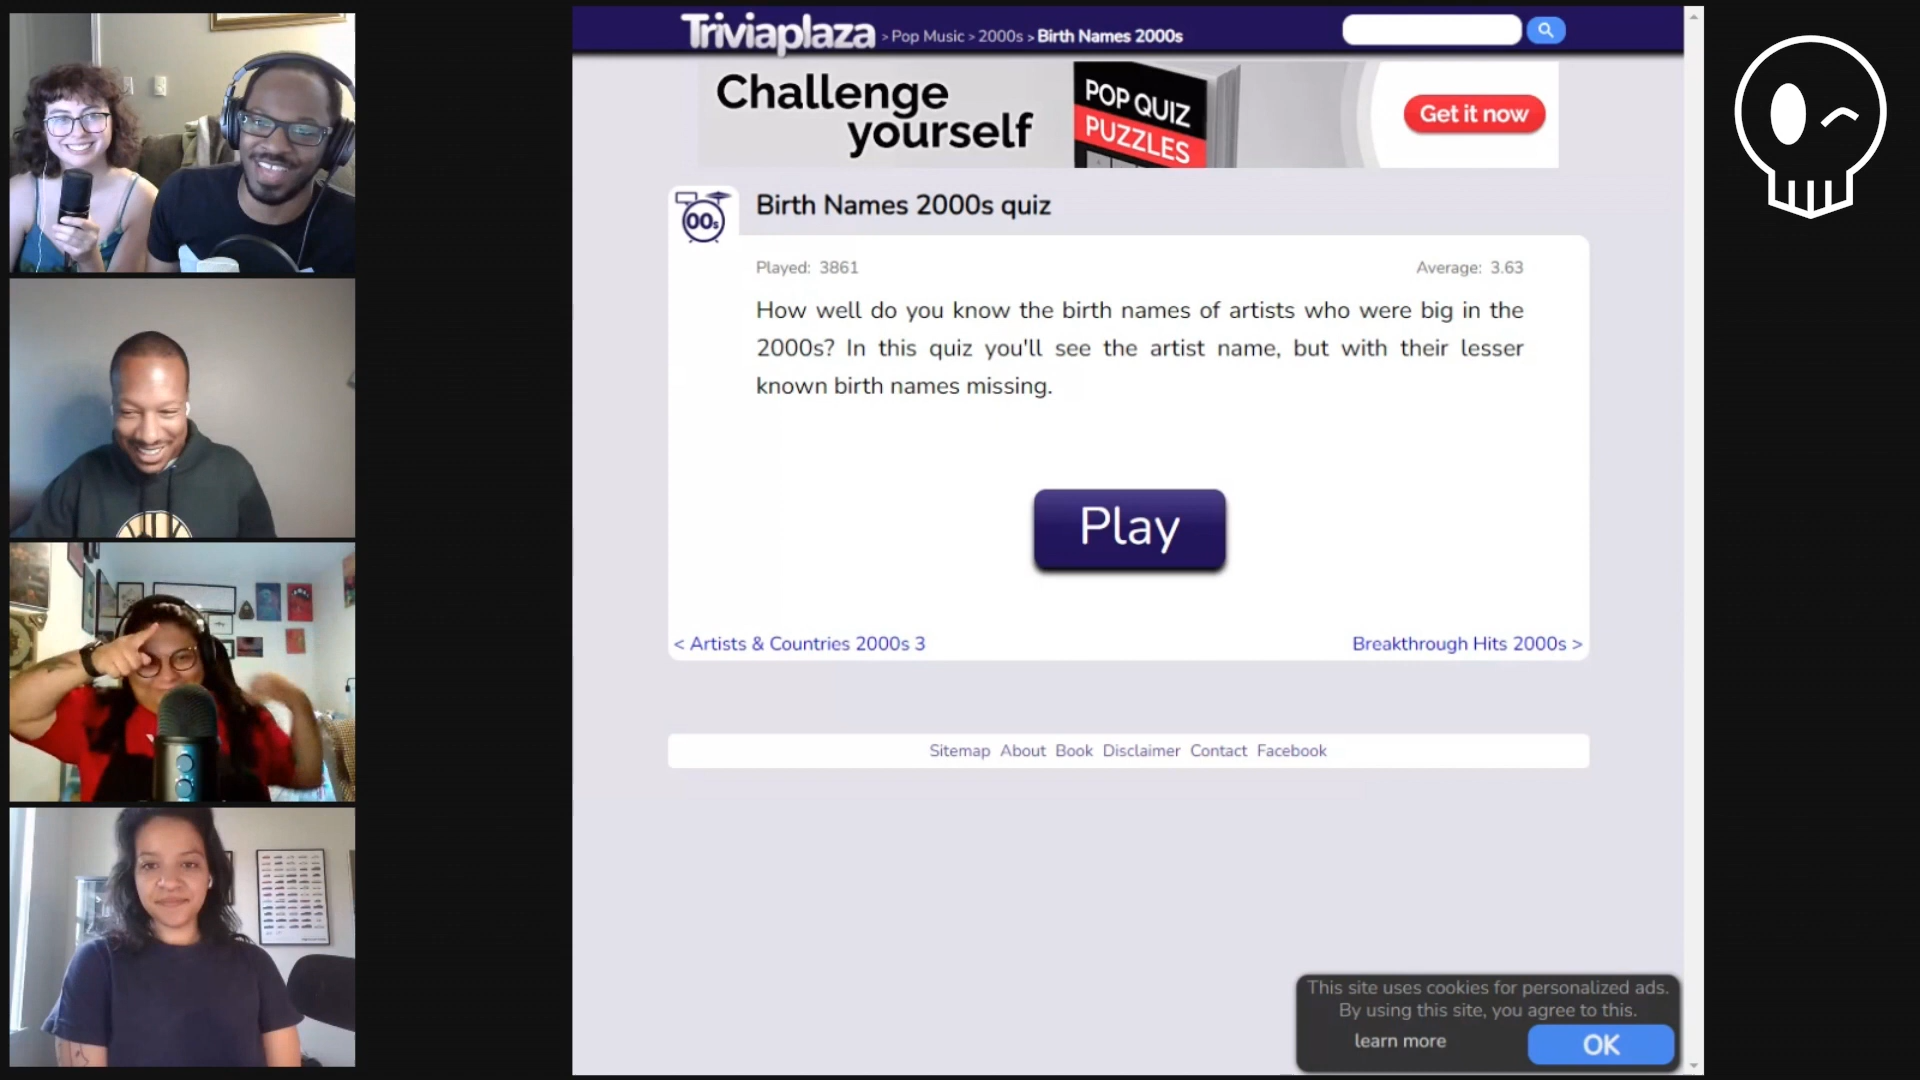 Triviaplaza > Pop Music > 2000s > Birth Names 2000s
Challenge
yourself
POP QUIZ
PUZZLES
Get it now
00s
Birth Names 2000s quiz
Played: 3861
Average: 3.63
How well do you know the birth names of artists who were big in the
2000s? In this quiz you'll see the artist name, but with their lesser
known birth names missing.
Play
< Artists & Countries 2000s 3
Breakthrough Hits 2000s >
Sitemap About Book Disclaimer Contact Facebook
This site uses cookies for personalized ads.
By using this site, you agree to this.
learn more
OK